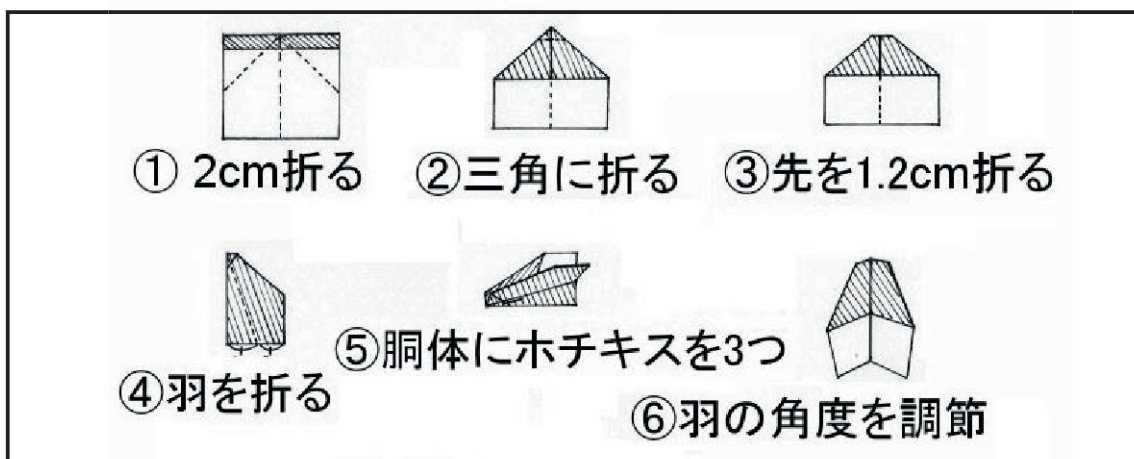 ① 2cm折る
②三角に折る
③先を1.2cm折る
④羽を折る
⑤胴体にホチキスを3つ
⑥羽の角度を調節